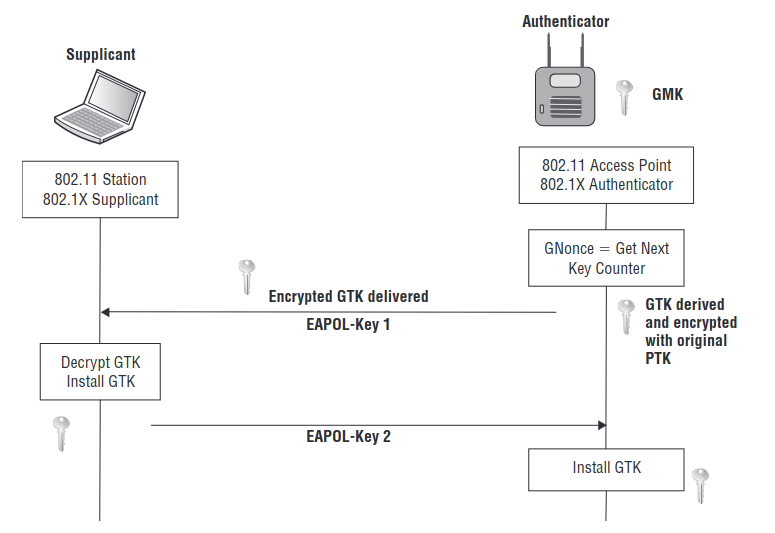 Authenticator
Supplicant
GMK
802.11 Station
802.1X Supplicant
802.11 Access Point
802.1X Authenticator
GNonce = Get Next
Key Counter
Encrypted GTK delivered
EAPOL-Key 1
GTK derived
and encrypted
with original
PTK
Decrypt GTK
Install GTK
EAPOL-Key 2
Install GTK